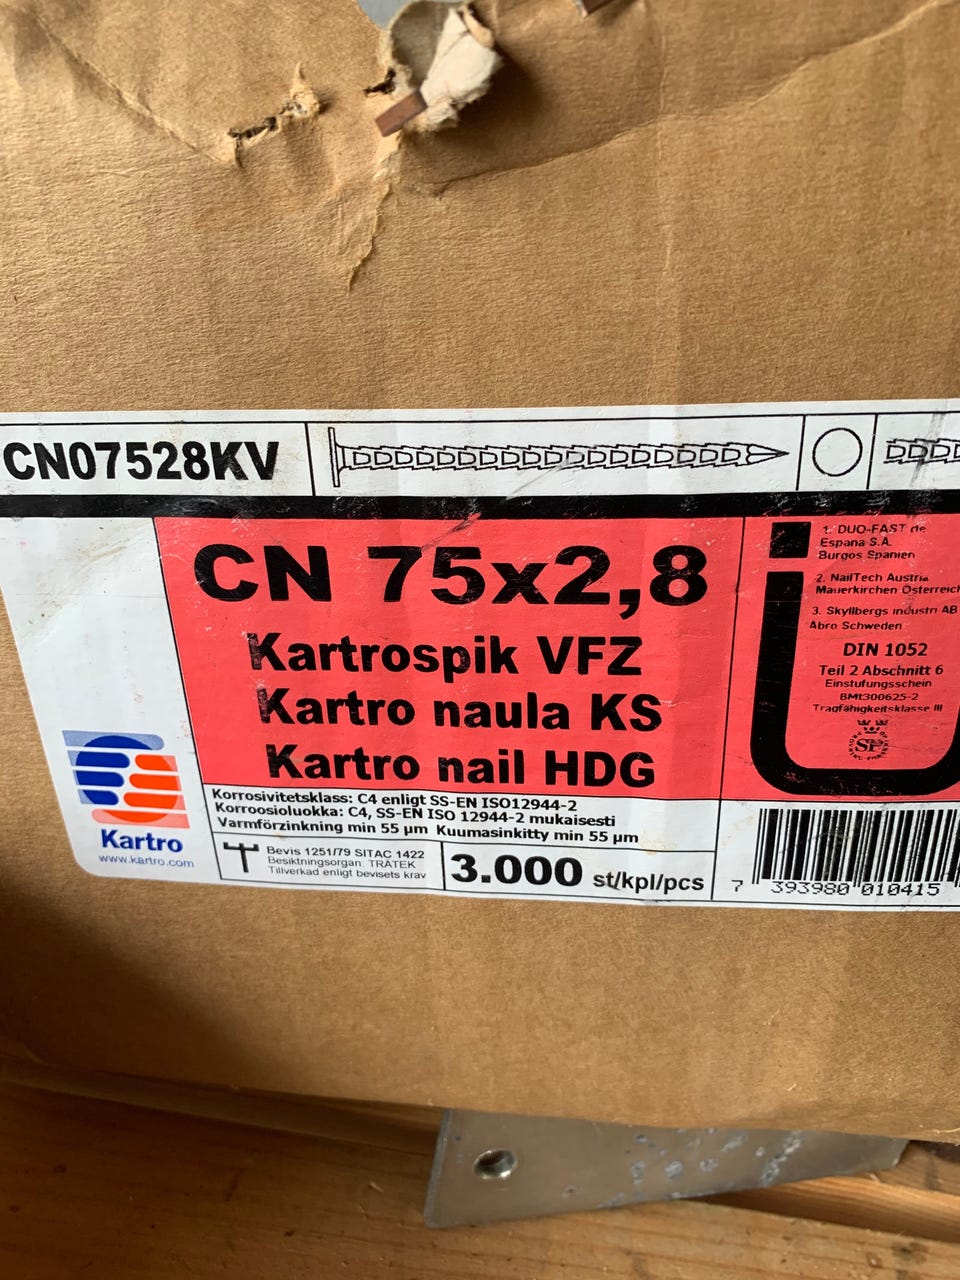 CN07528KV
CN 75x2,8
Kartrospik VFZ
Kartro naula KS
Kartro nail HDG
1. DUO-FAST de
Espana S.A.
Burgos Spanien
2. NailTech Austria
Mauerkirchen Österreich
3. Skyllbergs industri AB
Åbro Schweden
DIN 1052
Teil 2 Abschnitt 6
Einstufungsschein
BMt300625-2
Tragfähigkeitsklasse III
SP
Kartro
www.kartro.com
Korrosivitetsklass: C4 enligt SS-EN ISO12944-2
Korroosioluokka: C4, SS-EN ISO 12944-2 mukaisesti
Varmförzinkning min 55 µm Kuumasinkitty min 55 µm
Bevis 1251/79 SITAC 1422
Besiktningsorgan: TRÄTEK
Tillverkad enligt bevisets krav
3.000 st/kpl/pcs
7 393980 010415